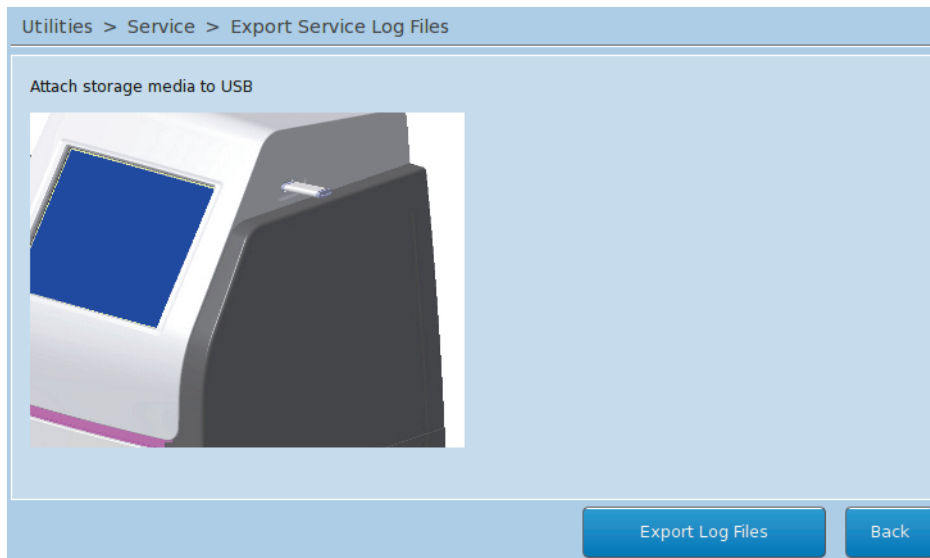 Utilities > Service > Export Service Log Files
Attach storage media to USB
Export Log Files
Back